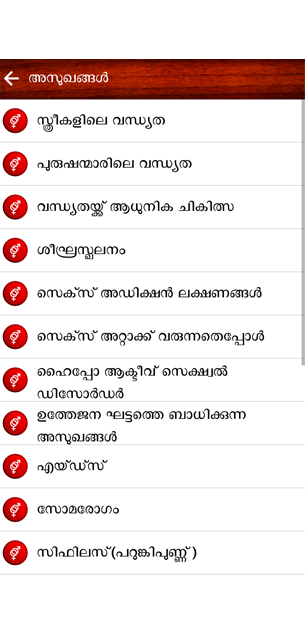 അസുഖങ്ങൾ
സ്ത്രീകളിലെ വന്ധ്യത
പുരുഷന്മാരിലെ വന്ധ്യത
വന്ധ്യതയ്ക്ക് ആധുനിക ചികിത്സ
ശീഘ്രസ്ഖലനം
സെക്സ് അഡിക്ഷൻ ലക്ഷണങ്ങൾ
സെക്സ് അറ്റാക്ക് വരുന്നതെപ്പോൾ
ഹൈപ്പോ ആക്ടീവ് സെക്ഷ്വൽ
ഡിസോർഡർ
ഉത്തേജന ഘട്ടത്തെ ബാധിക്കുന്ന
അസുഖങ്ങൾ
എയ്ഡ്സ്
സോമരോഗം
സിഫിലസ് (പറുങ്കിപുണ്ണ് )